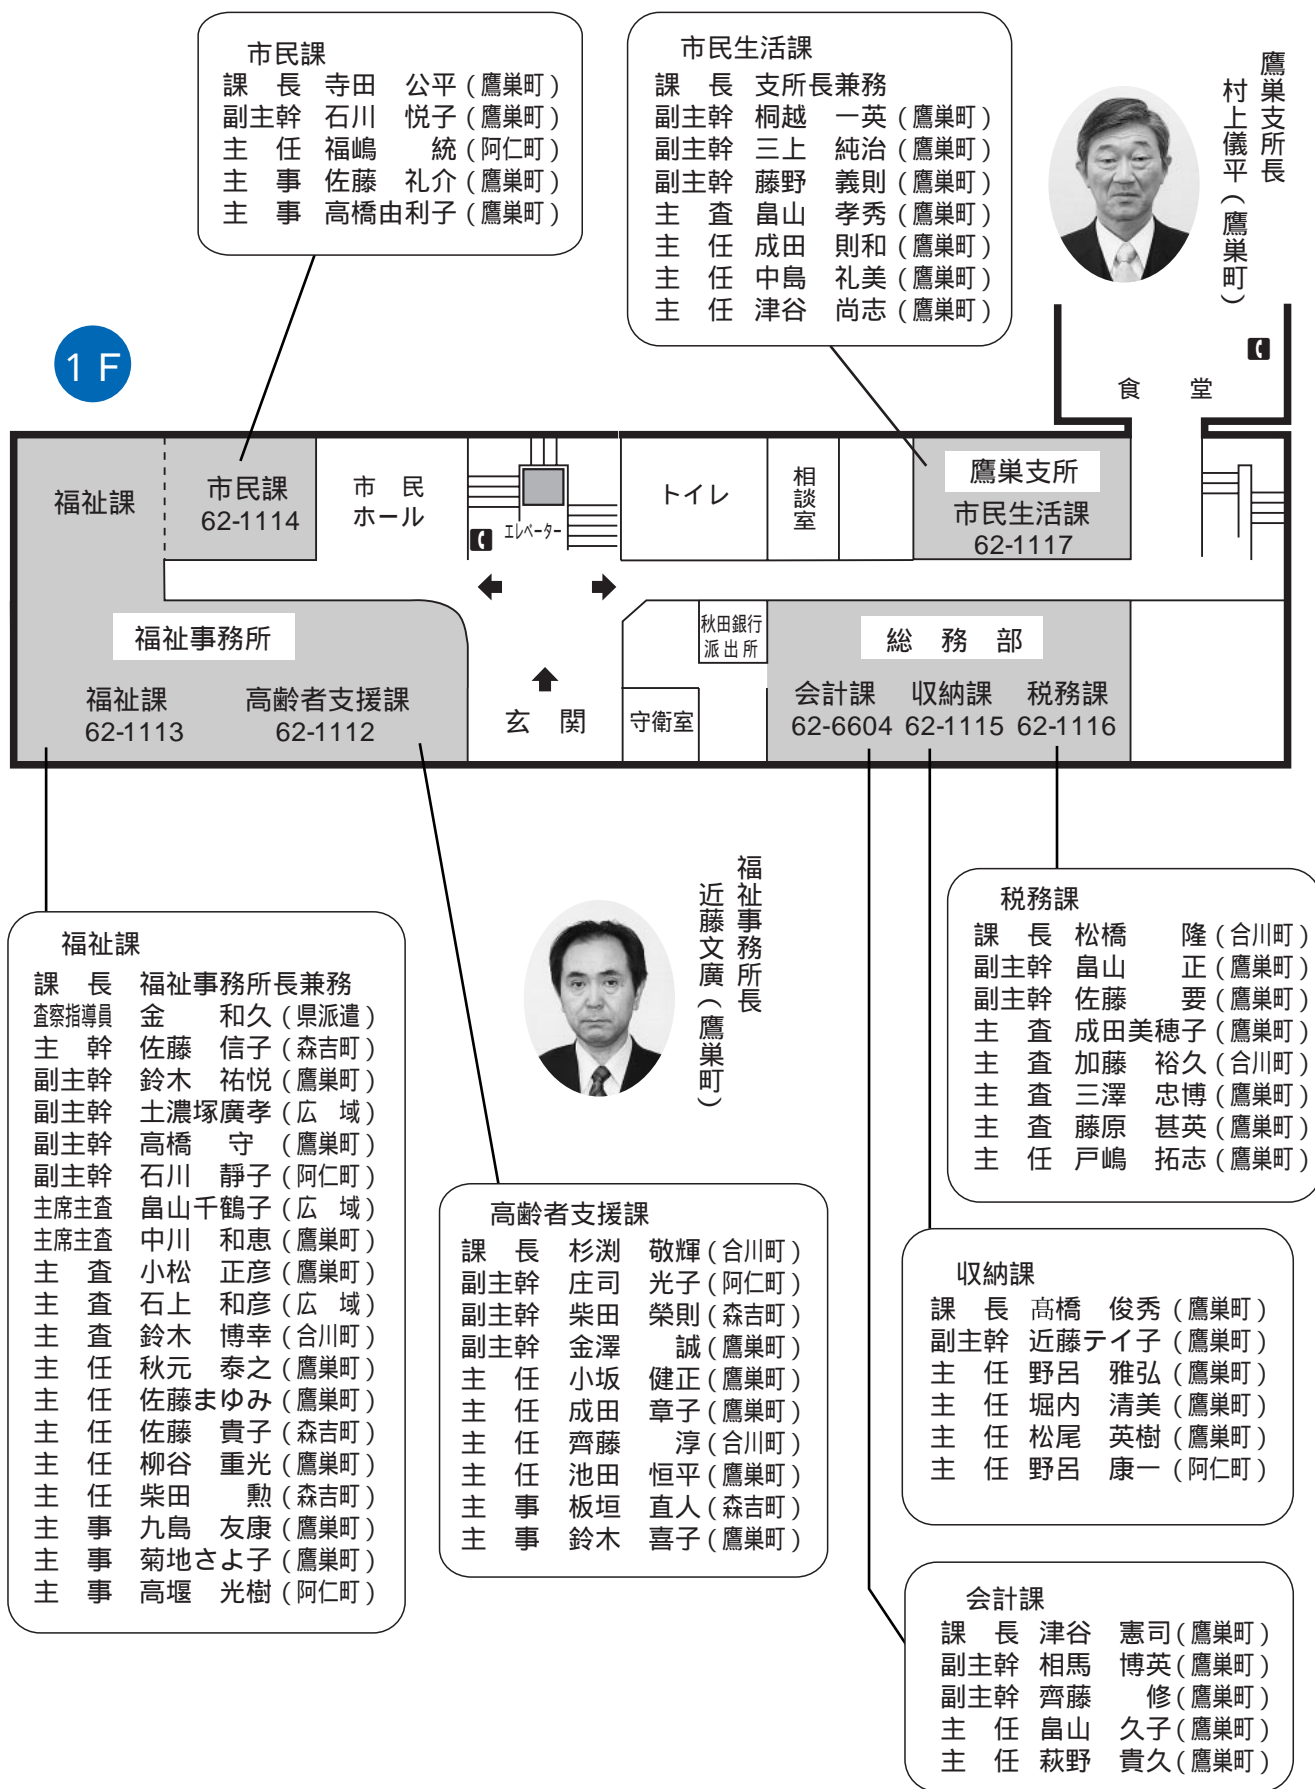 市民課
課　長　寺田　公平（鷹巣町）
副主幹　石川　悦子（鷹巣町）
主　任　福嶋　　統（阿仁町）
主　事　佐藤　礼介（鷹巣町）
主　事　高橋由利子（鷹巣町）
市民生活課
課　長　支所長兼務
副主幹　桐越　一英（鷹巣町）
副主幹　三上　純治（鷹巣町）
副主幹　藤野　義則（鷹巣町）
主　査　畠山　孝秀（鷹巣町）
主　任　成田　則和（鷹巣町）
主　任　中島　礼美（鷹巣町）
主　任　津谷　尚志（鷹巣町）
鷹巣支所長
村上儀平（鷹巣町）
1F
食　堂
福祉課
市民課
62-1114
市　民
ホール
エレベーター
トイレ
相談室
鷹巣支所
市民生活課
62-1117
福祉事務所
福祉課
62-1113
高齢者支援課
62-1112
玄　関
守衛室
秋田銀行
派出所
総　務　部
会計課
62-6604
収納課
62-1115
税務課
62-1116
福祉事務所長
近藤文廣（鷹巣町）
福祉課
課　長　福祉事務所長兼務
査察指導員　金　　和久（県派遣）
主　幹　佐藤　信子（森吉町）
副主幹　鈴木　祐悦（鷹巣町）
副主幹　土濃塚廣孝（広　域）
副主幹　高橋　守　（鷹巣町）
副主幹　石川　靜子（阿仁町）
主席主査　畠山千鶴子（広　域）
主席主査　中川　和恵（鷹巣町）
主　査　小松　正彦（鷹巣町）
主　査　石上　和彦（広　域）
主　査　鈴木　博幸（合川町）
主　任　秋元　泰之（鷹巣町）
主　任　佐藤まゆみ（鷹巣町）
主　任　佐藤　貴子（森吉町）
主　任　柳谷　重光（鷹巣町）
主　任　柴田　　勲（森吉町）
主　事　九島　友康（鷹巣町）
主　事　菊地さよ子（鷹巣町）
主　事　高堰　光樹（阿仁町）
高齢者支援課
課　長　杉渕　敬輝（合川町）
副主幹　庄司　光子（阿仁町）
副主幹　柴田　榮則（森吉町）
副主幹　金澤　　誠（鷹巣町）
主　任　小坂　健正（鷹巣町）
主　任　成田　章子（鷹巣町）
主　任　齊藤　　淳（合川町）
主　任　池田　恒平（鷹巣町）
主　事　板垣　直人（森吉町）
主　事　鈴木　喜子（鷹巣町）
税務課
課　長　松橋　　隆（合川町）
副主幹　畠山　　正（鷹巣町）
副主幹　佐藤　　要（鷹巣町）
主　査　成田美穂子（鷹巣町）
主　査　加藤　裕久（合川町）
主　査　三澤　忠博（鷹巣町）
主　査　藤原　甚英（鷹巣町）
主　任　戸嶋　拓志（鷹巣町）
収納課
課　長　髙橋　俊秀（鷹巣町）
副主幹　近藤テイ子（鷹巣町）
主　任　野呂　雅弘（鷹巣町）
主　任　堀内　清美（鷹巣町）
主　任　松尾　英樹（鷹巣町）
主　任　野呂　康一（阿仁町）
会計課
課　長　津谷　憲司（鷹巣町）
副主幹　相馬　博英（鷹巣町）
副主幹　齊藤　　修（鷹巣町）
主　任　畠山　久子（鷹巣町）
主　任　萩野　貴久（鷹巣町）